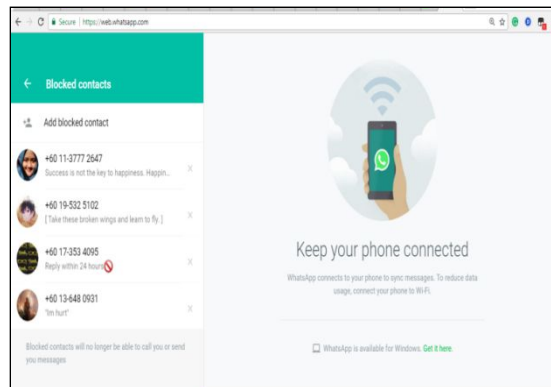 Secure | https://web.whatsapp.com
Blocked contacts
Add blocked contact
+60 11-3777 2647
Success is not the key to happiness. Happin...
+60 19-532 5102
[ Take these broken wings and learn to fly. ]
+60 17-353 4095
Reply within 24 hours🚫
+60 13-648 0931
"Im hurt"
Blocked contacts will no longer be able to call you or send
you messages
Keep your phone connected
WhatsApp connects to your phone to sync messages. To reduce data
usage, connect your phone to Wi-Fi.
WhatsApp is available for Windows. Get it here.